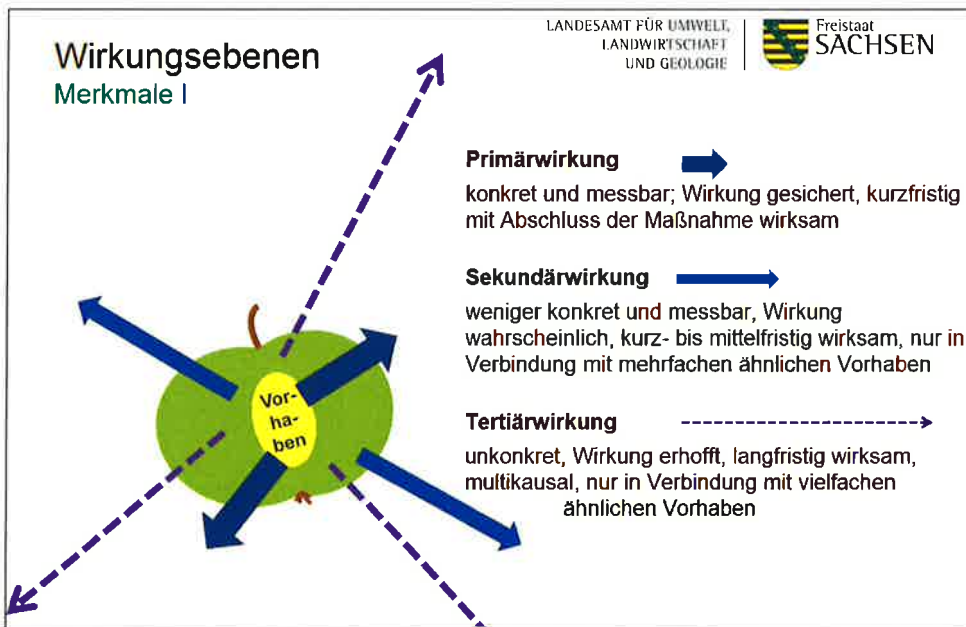 Wirkungsebenen
Merkmale I
LANDESAMT FÜR UMWELT,
LANDWIRTSCHAFT
UND GEOLOGIE
Freistaat
SACHSEN
Primärwirkung
konkret und messbar; Wirkung gesichert, kurzfristig
mit Abschluss der Maßnahme wirksam
Sekundärwirkung
weniger konkret und messbar, Wirkung
wahrscheinlich, kurz- bis mittelfristig wirksam, nur in
Verbindung mit mehrfachen ähnlichen Vorhaben
Tertiärwirkung
unkonkret, Wirkung erhofft, langfristig wirksam,
multikausal, nur in Verbindung mit vielfachen
ähnlichen Vorhaben
Vor-
ha-
ben